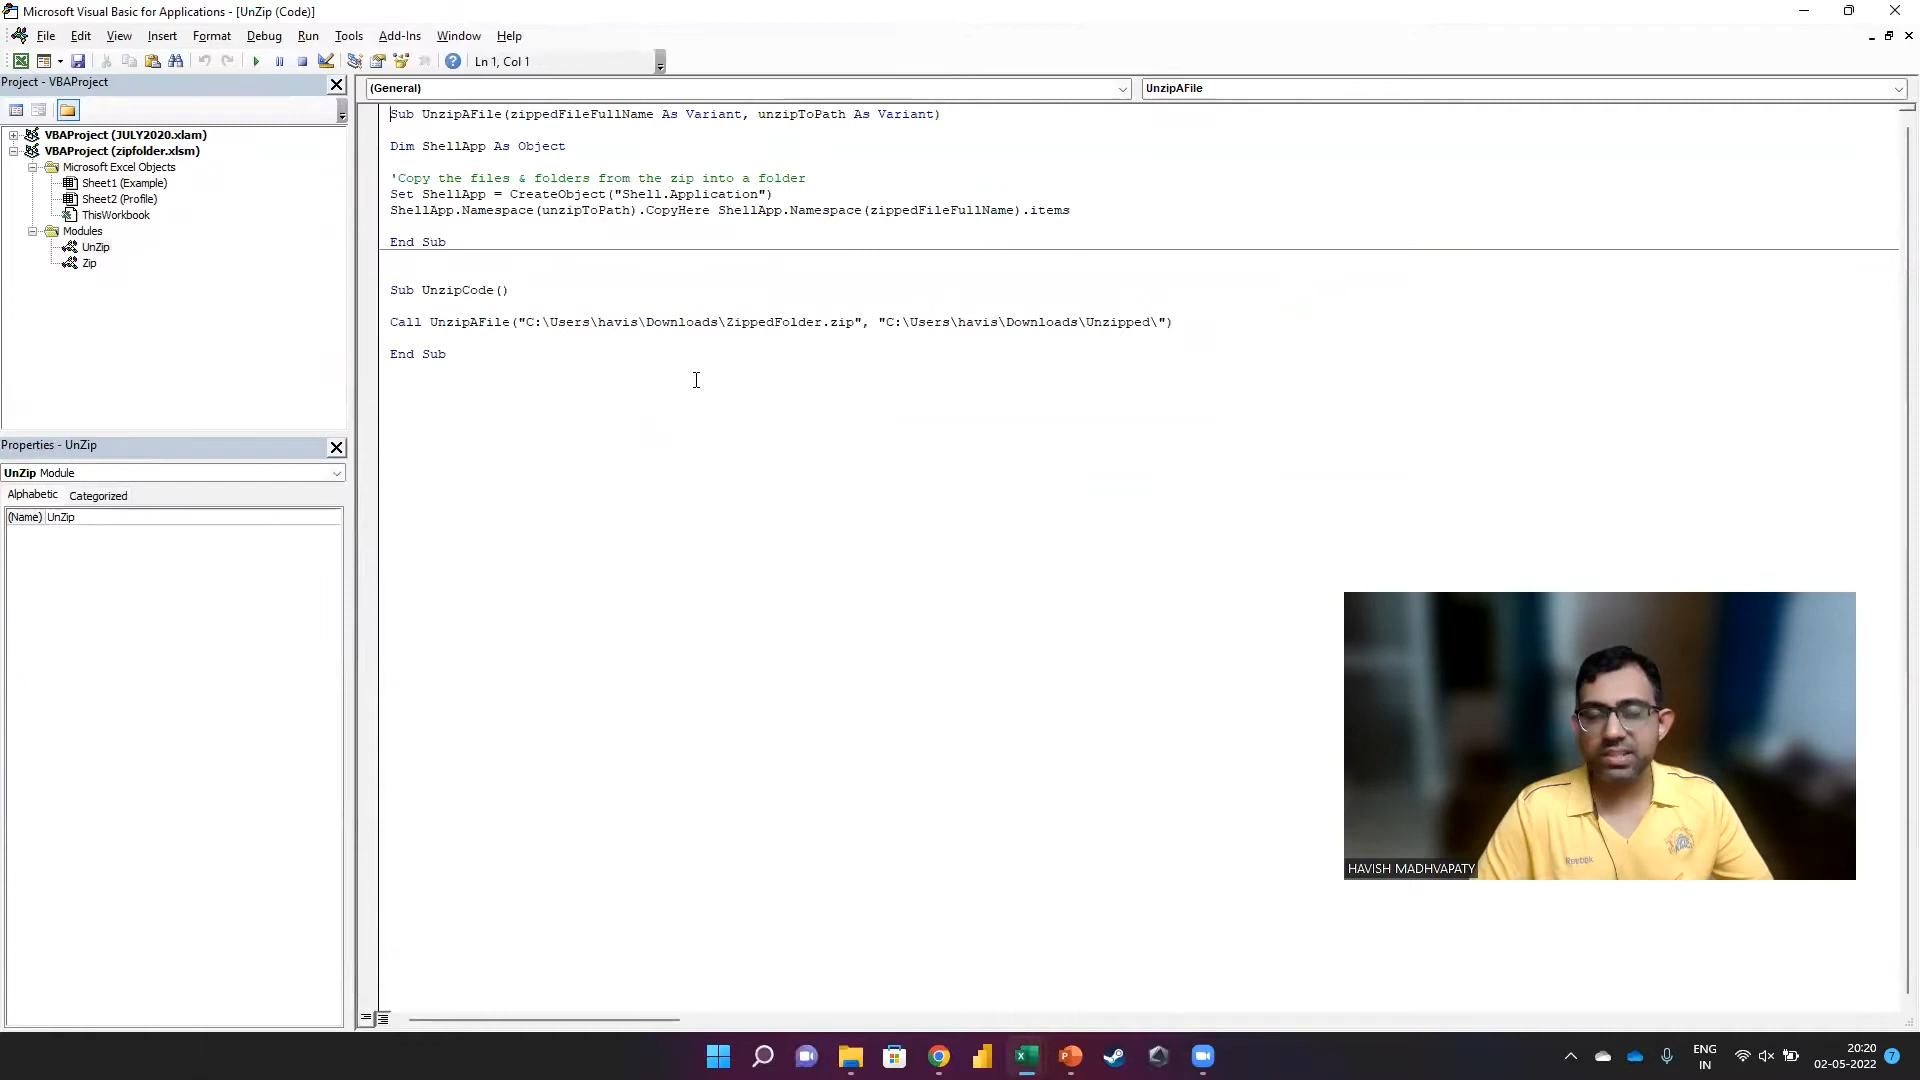 Microsoft Visual Basic for Applications - [UnZip (Code)]
File Edit View Insert Format Debug Run Tools Add-Ins Window Help
Ln 1, Col 1
Project - VBAProject
VBAProject (JULY2020.xlam)
VBAProject (zipfolder.xlsm)
Microsoft Excel Objects
Sheet1 (Example)
Sheet2 (Profile)
ThisWorkbook
Modules
UnZip
Zip
Properties - UnZip
UnZip Module
Alphabetic Categorized
(Name) UnZip
(General) UnzipAFile
Sub UnzipAFile(zippedFileFullName As Variant, unzipToPath As Variant)
Dim ShellApp As Object
'Copy the files & folders from the zip into a folder
Set ShellApp = CreateObject("Shell.Application")
ShellApp.Namespace(unzipToPath).CopyHere ShellApp.Namespace(zippedFileFullName).items
End Sub
Sub UnzipCode()
Call UnzipAFile("C:\Users\havis\Downloads\ZippedFolder.zip", "C:\Users\havis\Downloads\Unzipped\")
End Sub
Reebok
HAVISH MADHVAPATY
ENG
IN
20:20
02-05-2022
7